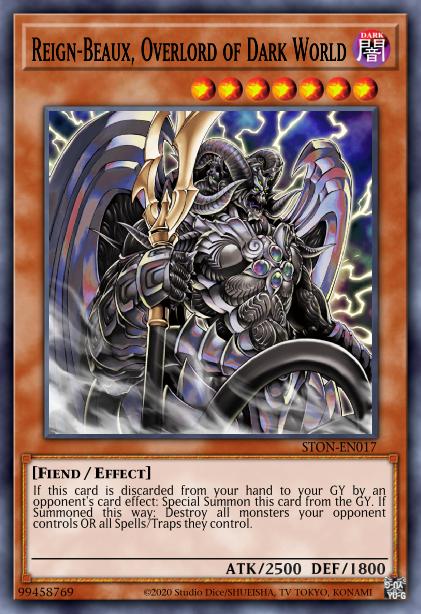 Reign-Beaux, Overlord of Dark World
DARK
闇
STON-EN017
[Fiend / Effect]
If this card is discarded from your hand to your GY by an
opponent's card effect: Special Summon this card from the GY. If
Summoned this way: Destroy all monsters your opponent
controls OR all Spells/Traps they control.
ATK/2500 DEF/1800
99458769
©2020 Studio Dice/SHUEISHA, TV TOKYO, KONAMI